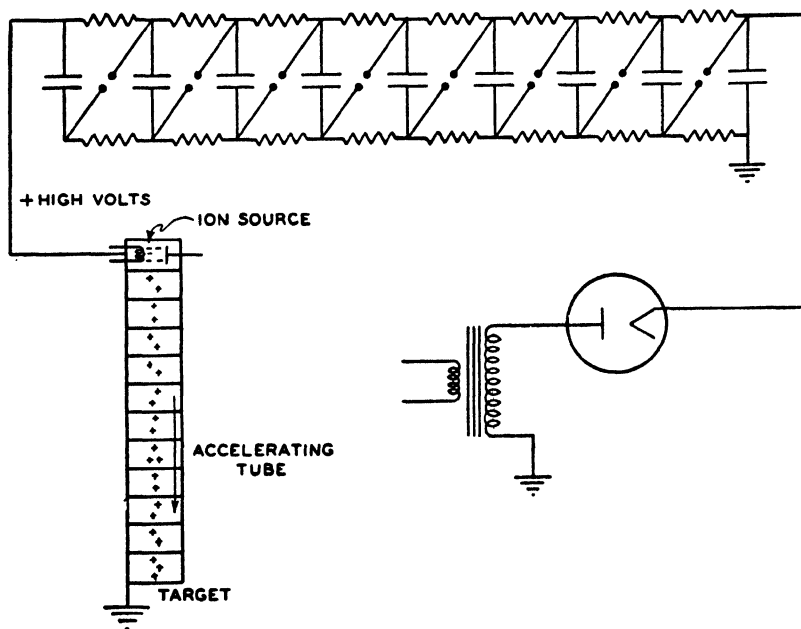 + HIGH VOLTS
ION SOURCE
ACCELERATING
TUBE
TARGET